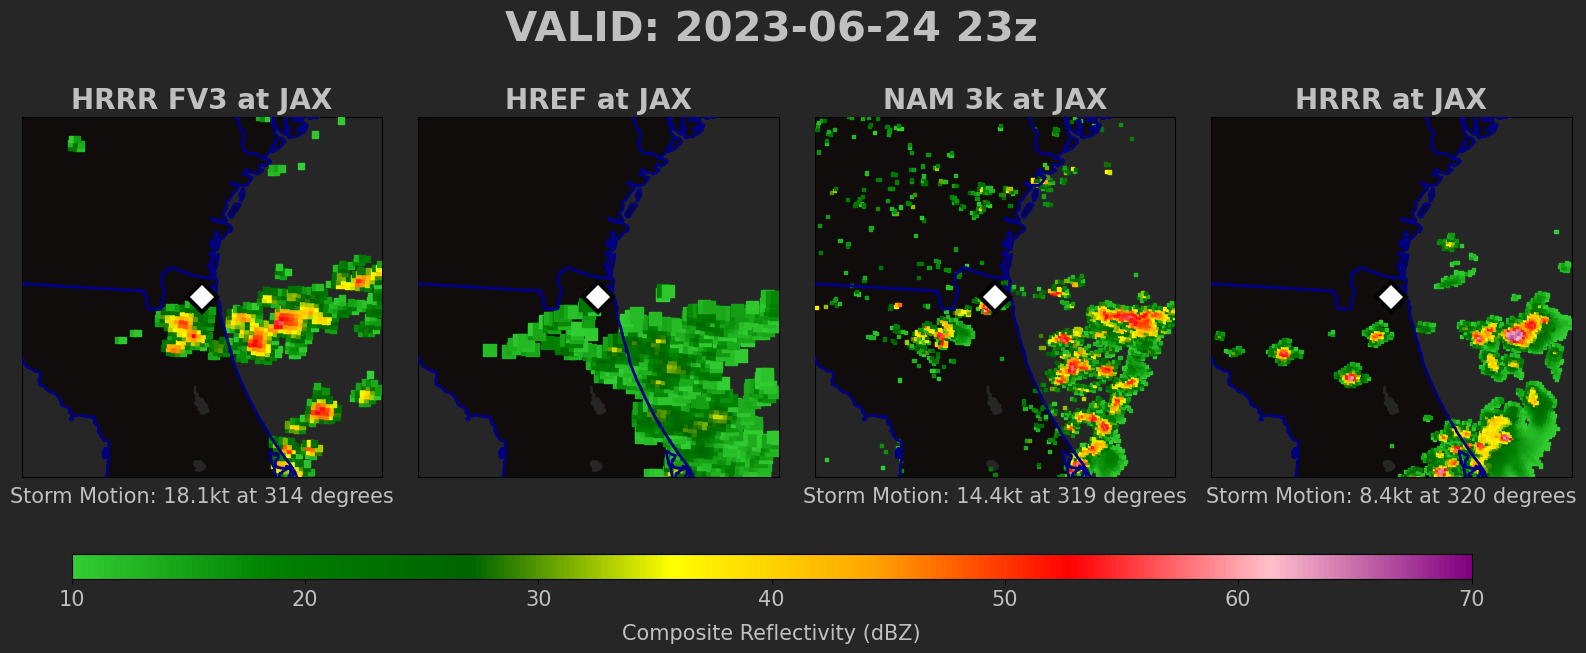 VALID: 2023-06-24 23z
HRRR FV3 at JAX
HREF at JAX
NAM 3k at JAX
HRRR at JAX
Storm Motion: 18.1kt at 314 degrees
Storm Motion: 14.4kt at 319 degrees
Storm Motion: 8.4kt at 320 degrees
10 20 30 40 50 60 70
Composite Reflectivity (dBZ)